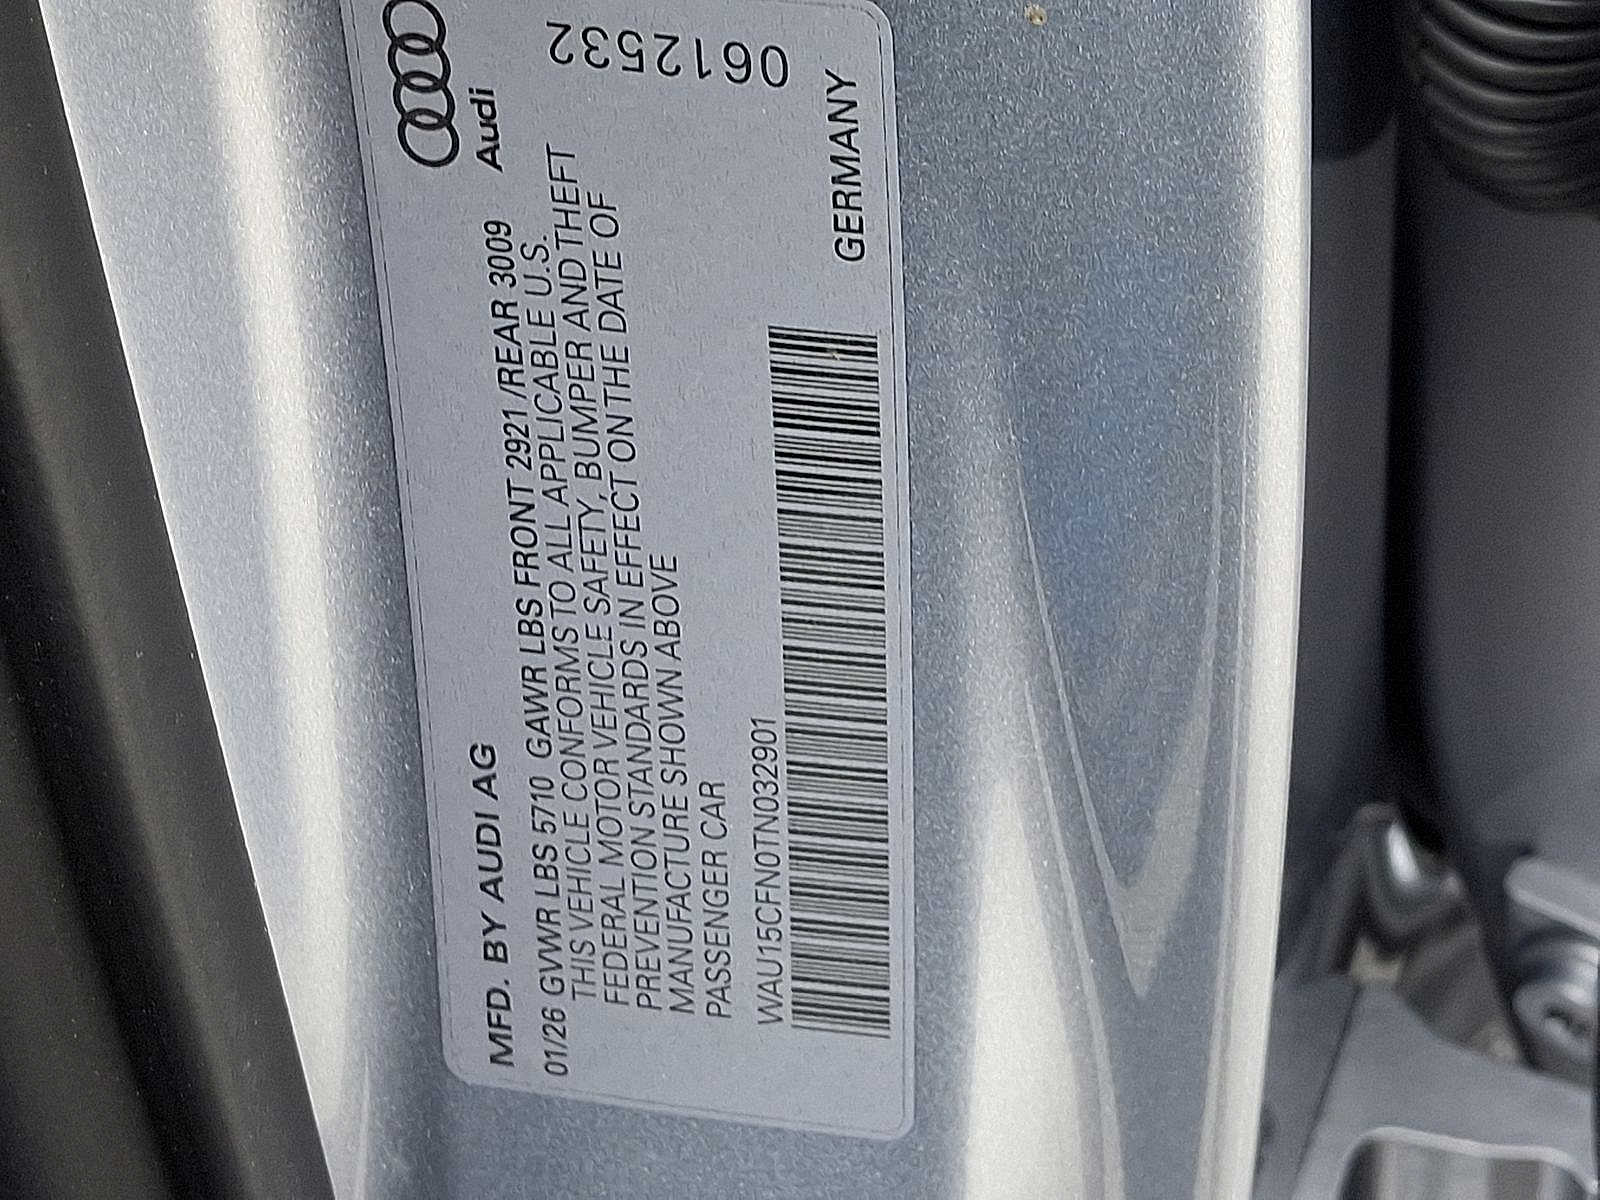 MFD. BY AUDI AG
Audi
01/26 GVWR LBS 5710 GAWR LBS FRONT 2921/REAR 3009
THIS VEHICLE CONFORMS TO ALL APPLICABLE U.S.
FEDERAL MOTOR VEHICLE SAFETY, BUMPER AND THEFT
PREVENTION STANDARDS IN EFFECT ON THE DATE OF
MANUFACTURE SHOWN ABOVE
PASSENGER CAR
WAU15CFN0TN032901
GERMANY
0612532